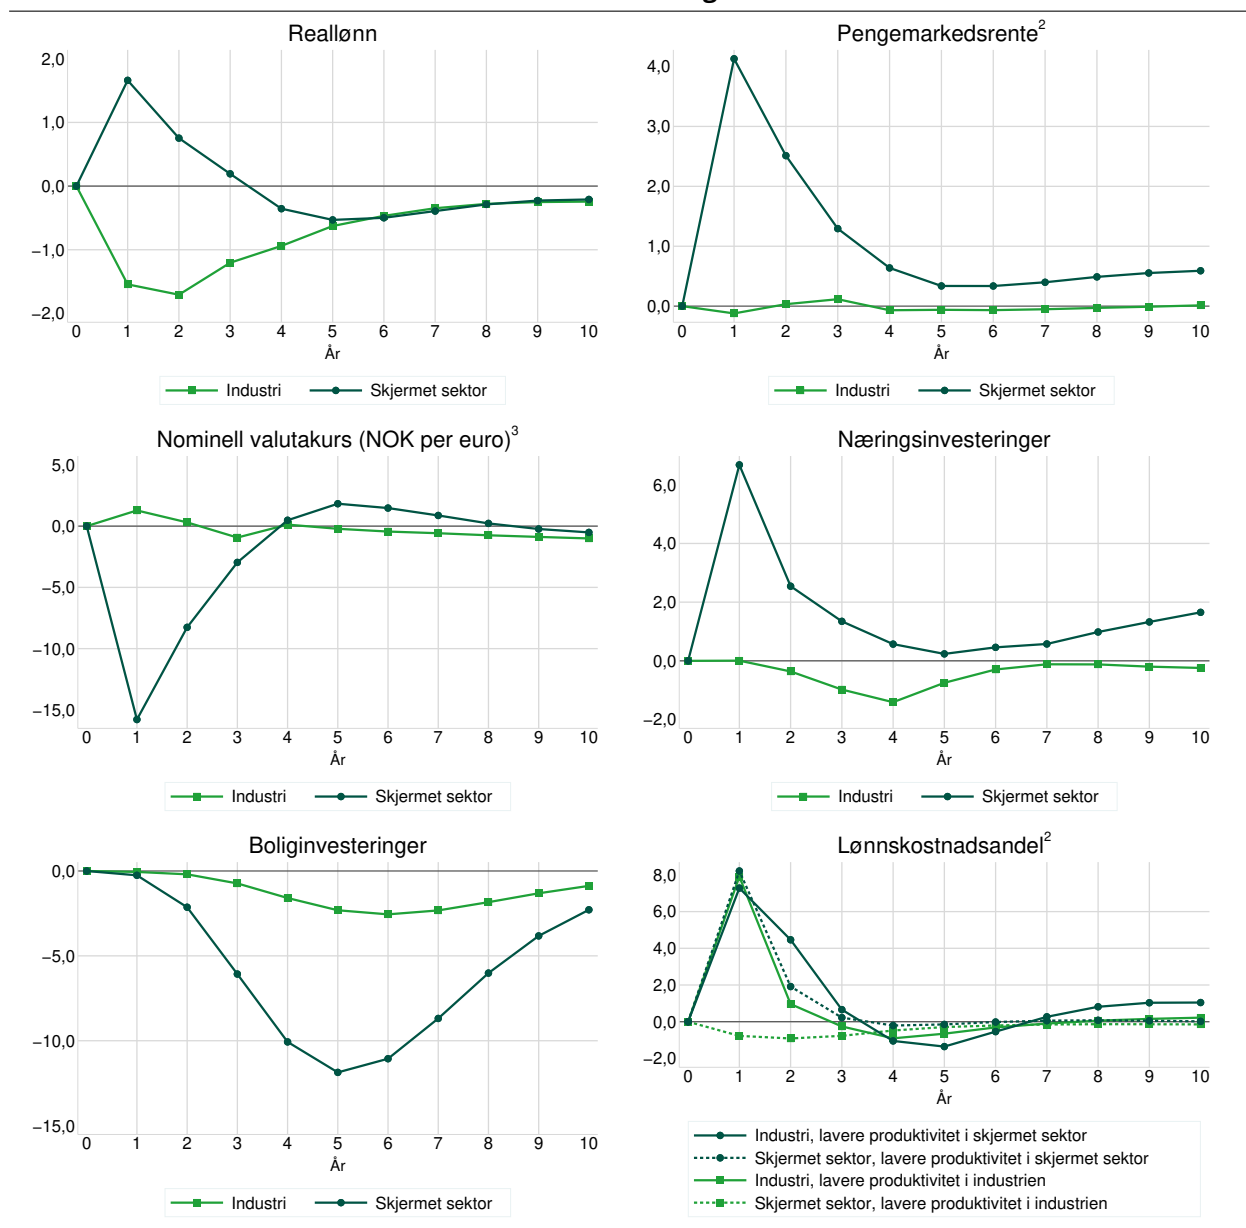 Reallønn
2,0
1,0
0,0
−1,0
−2,0
0 1 2 3 4 5 6 7 8 9 10
År
Industri Skjermet sektor
Pengemarkedsrente2
4,0
3,0
2,0
1,0
0,0
0 1 2 3 4 5 6 7 8 9 10
År
Industri Skjermet sektor
Nominell valutakurs (NOK per euro)3
5,0
0,0
−5,0
−10,0
−15,0
0 1 2 3 4 5 6 7 8 9 10
År
Industri Skjermet sektor
Næringsinvesteringer
6,0
4,0
2,0
0,0
−2,0
0 1 2 3 4 5 6 7 8 9 10
År
Industri Skjermet sektor
Boliginvesteringer
0,0
−5,0
−10,0
−15,0
0 1 2 3 4 5 6 7 8 9 10
År
Industri Skjermet sektor
Lønnskostnadsandel2
8,0
6,0
4,0
2,0
0,0
−2,0
0 1 2 3 4 5 6 7 8 9 10
År
Industri, lavere produktivitet i skjermet sektor
Skjermet sektor, lavere produktivitet i skjermet sektor
Industri, lavere produktivitet i industrien
Skjermet sektor, lavere produktivitet i industrien